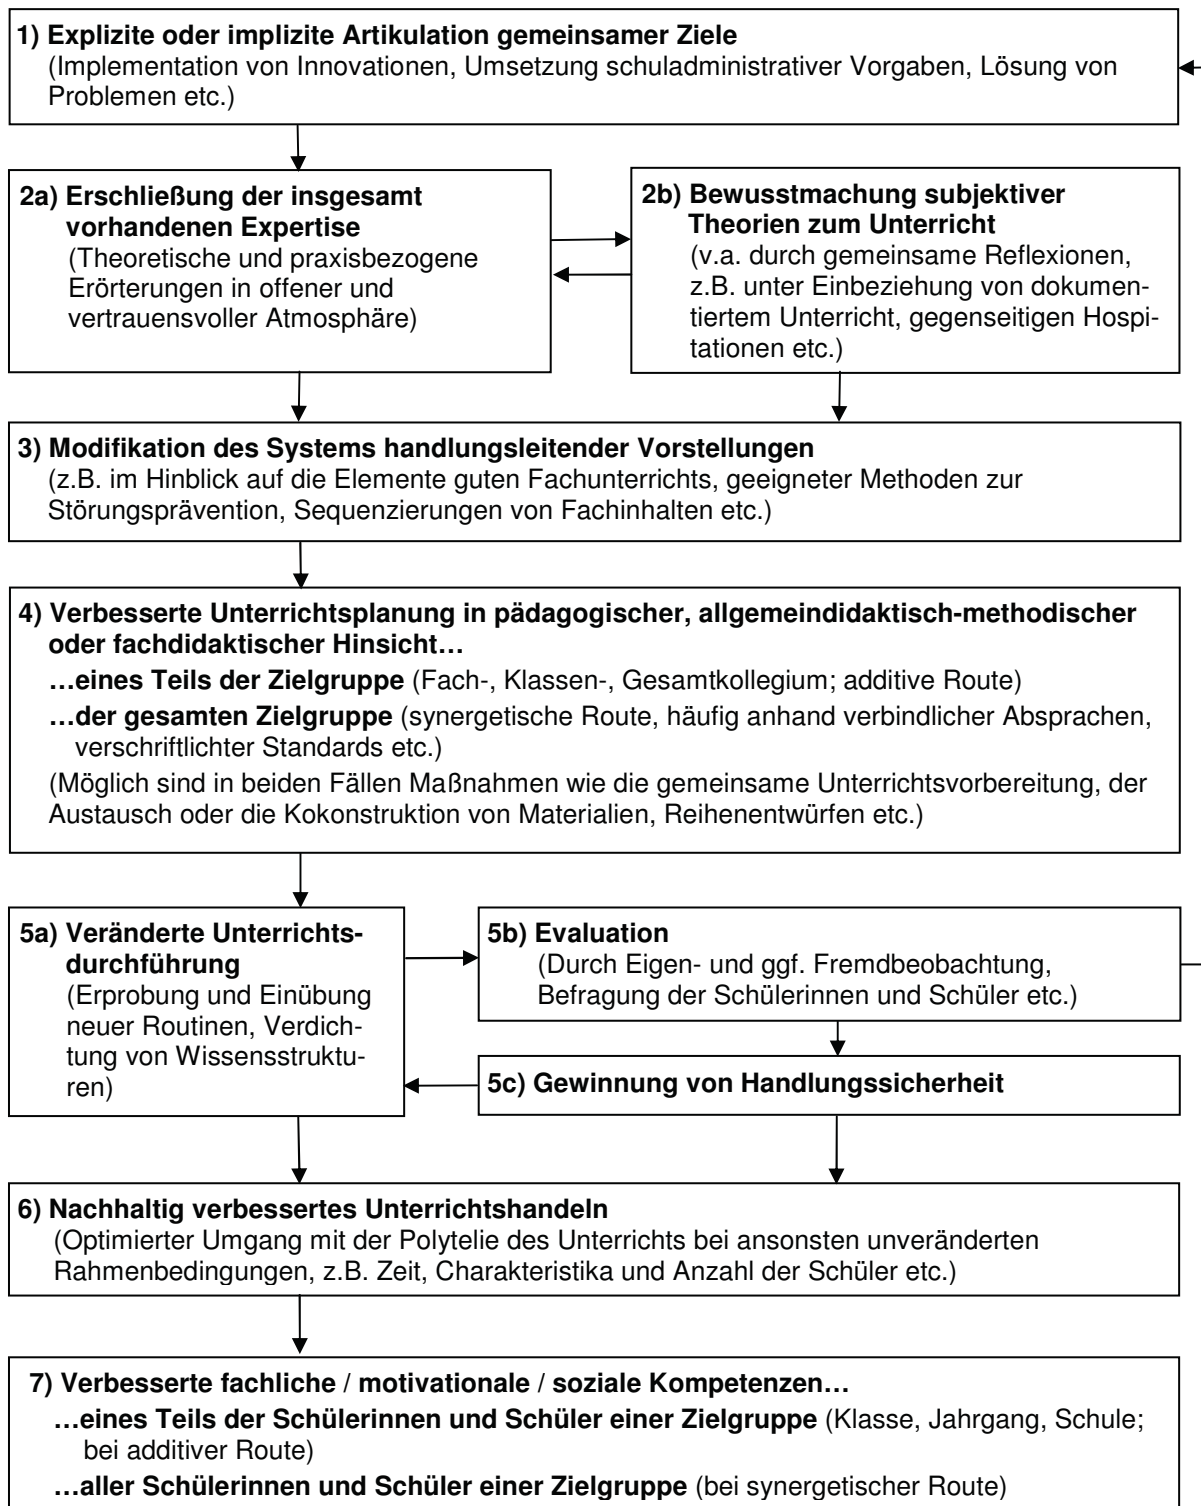 1) Explizite oder implizite Artikulation gemeinsamer Ziele
(Implementation von Innovationen, Umsetzung schuladministrativer Vorgaben, Lösung von
Problemen etc.)
2a) Erschließung der insgesamt
vorhandenen Expertise
(Theoretische und praxisbezogene
Erörterungen in offener und
vertrauensvoller Atmosphäre)
2b) Bewusstmachung subjektiver
Theorien zum Unterricht
(v.a. durch gemeinsame Reflexionen,
z.B. unter Einbeziehung von dokumen-
tiertem Unterricht, gegenseitigen Hospi-
tationen etc.)
3) Modifikation des Systems handlungsleitender Vorstellungen
(z.B. im Hinblick auf die Elemente guten Fachunterrichts, geeigneter Methoden zur
Störungsprävention, Sequenzierungen von Fachinhalten etc.)
4) Verbesserte Unterrichtsplanung in pädagogischer, allgemeindidaktisch-methodischer
oder fachdidaktischer Hinsicht…
…eines Teils der Zielgruppe (Fach-, Klassen-, Gesamtkollegium; additive Route)
…der gesamten Zielgruppe (synergetische Route, häufig anhand verbindlicher Absprachen,
verschriftlichter Standards etc.)
(Möglich sind in beiden Fällen Maßnahmen wie die gemeinsame Unterrichtsvorbereitung, der
Austausch oder die Kokonstruktion von Materialien, Reihenentwürfen etc.)
5a) Veränderte Unterrichts-
durchführung
(Erprobung und Einübung
neuer Routinen, Verdich-
tung von Wissensstruktu-
ren)
5b) Evaluation
(Durch Eigen- und ggf. Fremdbeobachtung,
Befragung der Schülerinnen und Schüler etc.)
5c) Gewinnung von Handlungssicherheit
6) Nachhaltig verbessertes Unterrichtshandeln
(Optimierter Umgang mit der Polytelie des Unterrichts bei ansonsten unveränderten
Rahmenbedingungen, z.B. Zeit, Charakteristika und Anzahl der Schüler etc.)
7) Verbesserte fachliche / motivationale / soziale Kompetenzen…
…eines Teils der Schülerinnen und Schüler einer Zielgruppe (Klasse, Jahrgang, Schule;
bei additiver Route)
…aller Schülerinnen und Schüler einer Zielgruppe (bei synergetischer Route)